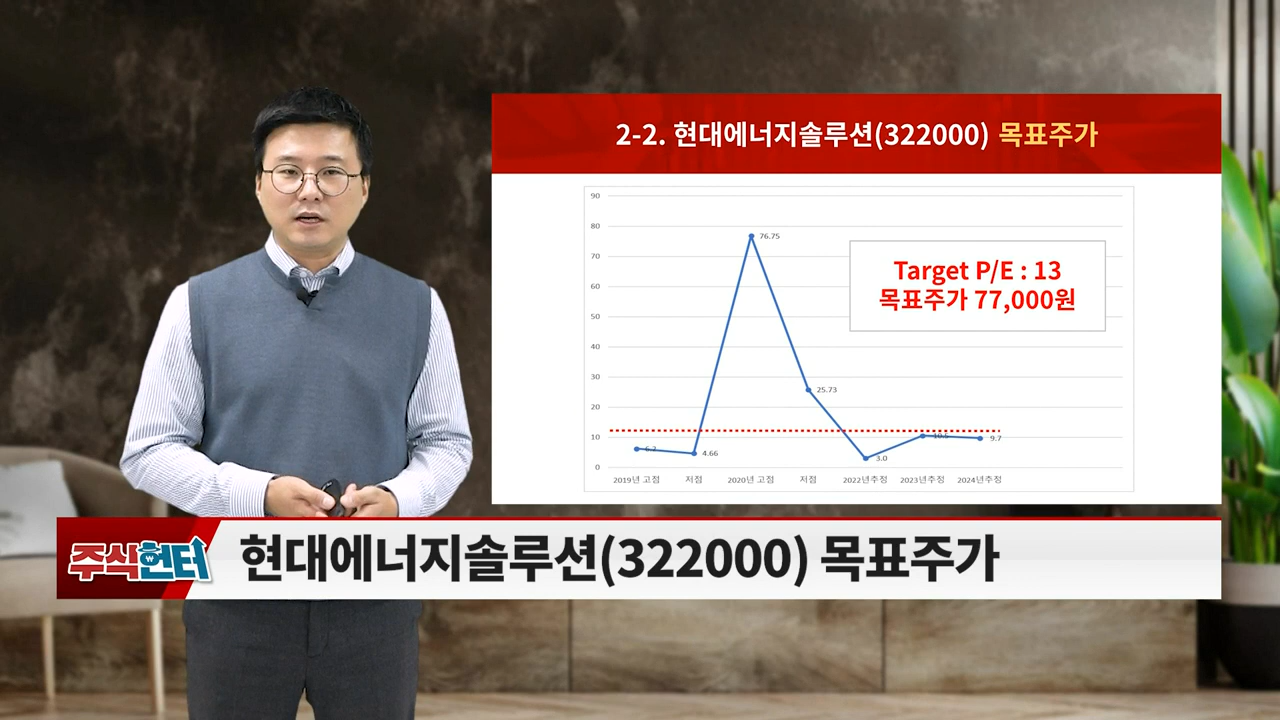 2-2. 현대에너지솔루션(322000) 목표주가
90
80
70
60
50
40
30
20
10
0
76.75
25.73
6.2
4.66
3.0
10.5
9.7
Target P/E : 13
목표주가 77,000원
2019년 고점
저점
2020년 고점
저점
2022년추정
2023년추정
2024년추정
주식헌터
현대에너지솔루션(322000) 목표주가